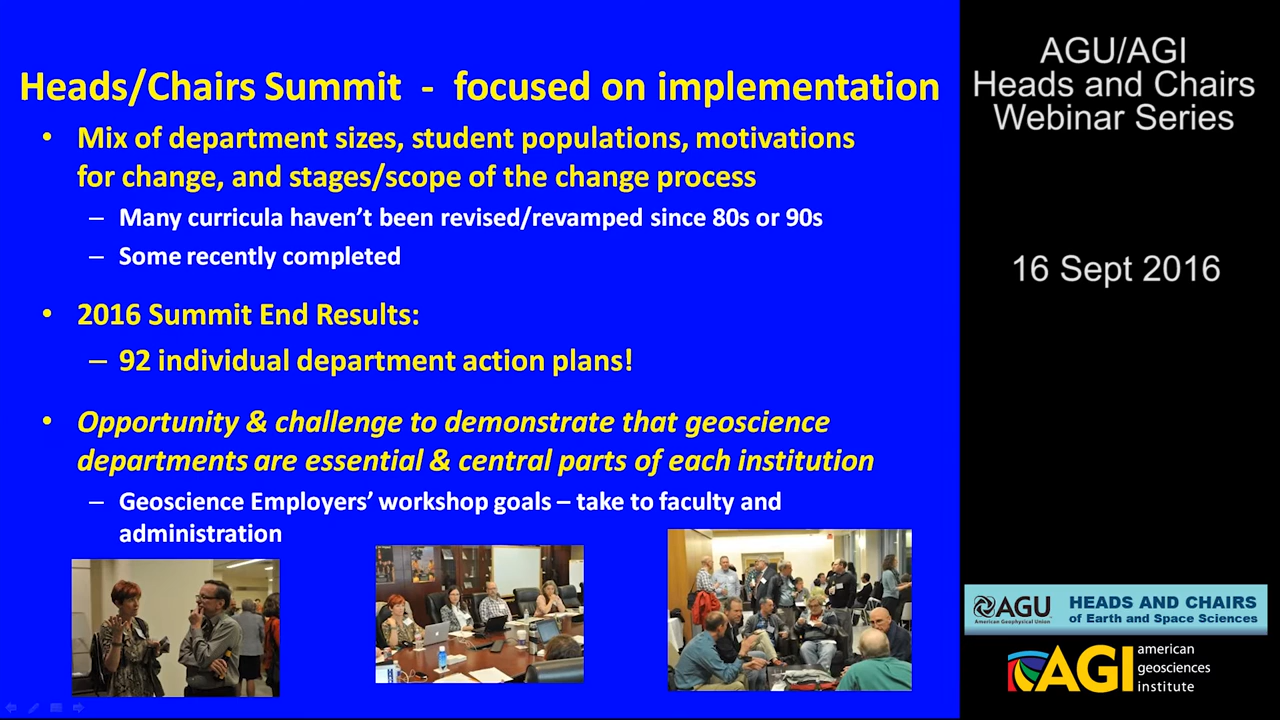 Heads/Chairs Summit - focused on implementation
• Mix of department sizes, student populations, motivations
for change, and stages/scope of the change process
– Many curricula haven't been revised/revamped since 80s or 90s
– Some recently completed
• 2016 Summit End Results:
– 92 individual department action plans!
• Opportunity & challenge to demonstrate that geoscience
departments are essential & central parts of each institution
– Geoscience Employers' workshop goals – take to faculty and
administration
AGU/AGI
Heads and Chairs
Webinar Series
16 Sept 2016
AGU
American Geophysical Union
HEADS AND CHAIRS
of Earth and Space Sciences
AGI
american
geosciences
institute